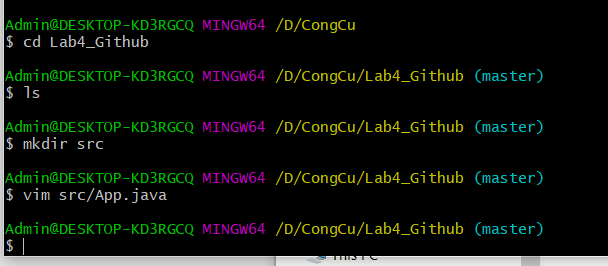 Admin@DESKTOP-KD3RGCQ MINGW64 /D/CongCu
$ cd Lab4_Github
Admin@DESKTOP-KD3RGCQ MINGW64 /D/CongCu/Lab4_Github (master)
$ ls
Admin@DESKTOP-KD3RGCQ MINGW64 /D/CongCu/Lab4_Github (master)
$ mkdir src
Admin@DESKTOP-KD3RGCQ MINGW64 /D/CongCu/Lab4_Github (master)
$ vim src/App.java
Admin@DESKTOP-KD3RGCQ MINGW64 /D/CongCu/Lab4_Github (master)
$
This PC